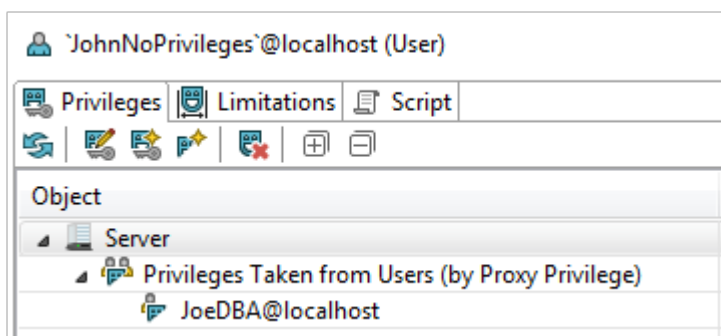 `JohnNoPrivileges`@localhost (User)
Privileges Limitations Script
Object
Server
Privileges Taken from Users (by Proxy Privilege)
JoeDBA@localhost